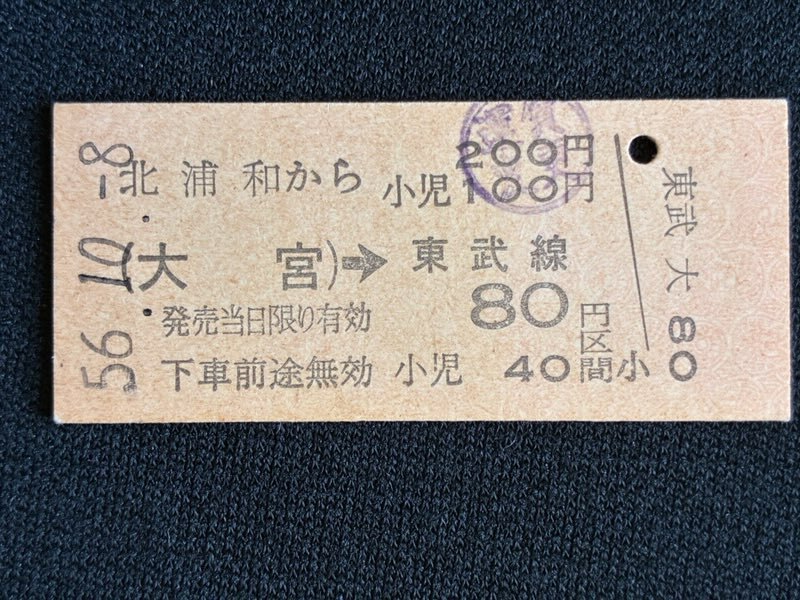 56.10.-8
北浦和から 200円
小児100円
(大宮)➔東武線
発売当日限り有効 80円区間
下車前途無効 小児 40
東武大80
小